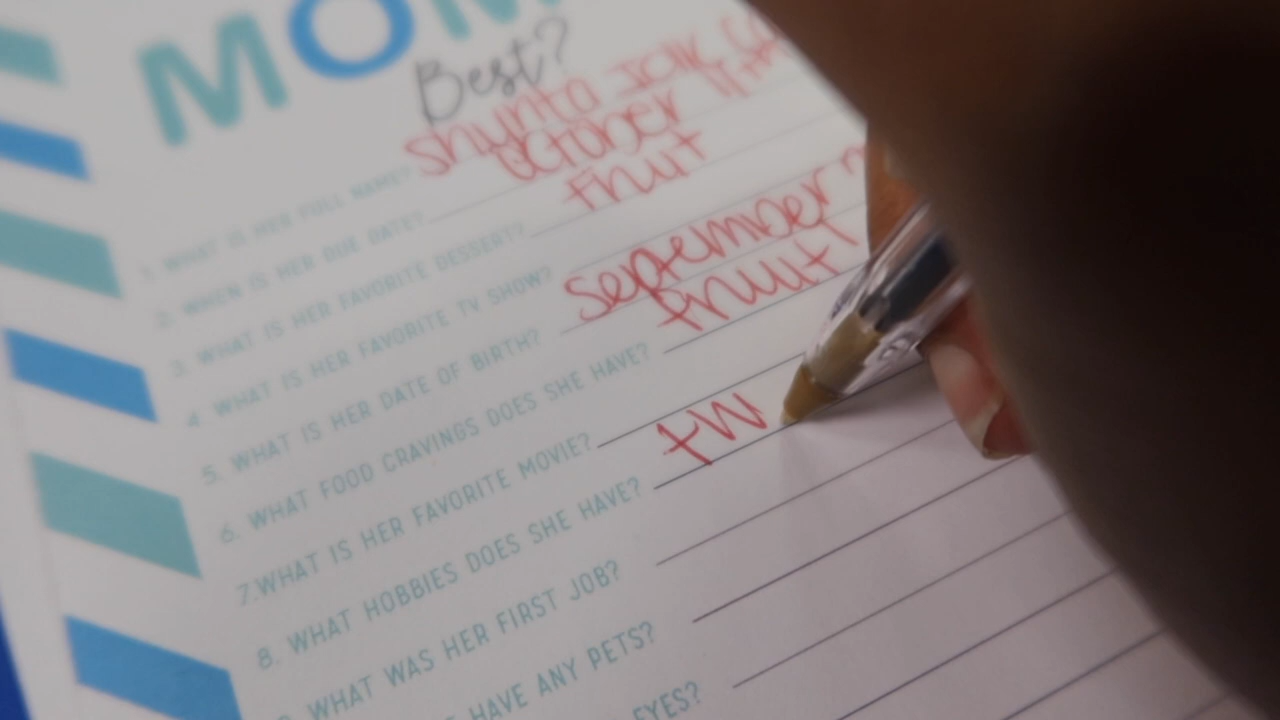 MOM
Best?
1. WHAT IS HER FULL NAME? shunta
2. WHEN IS HER DUE DATE? october
3. WHAT IS HER FAVORITE DESSERT? fruit
4. WHAT IS HER FAVORITE TV SHOW?
5. WHAT IS HER DATE OF BIRTH? september
6. WHAT FOOD CRAVINGS DOES SHE HAVE? fruit
7. WHAT IS HER FAVORITE MOVIE?
8. WHAT HOBBIES DOES SHE HAVE? tw
WHAT WAS HER FIRST JOB?
HAVE ANY PETS?
EYES?